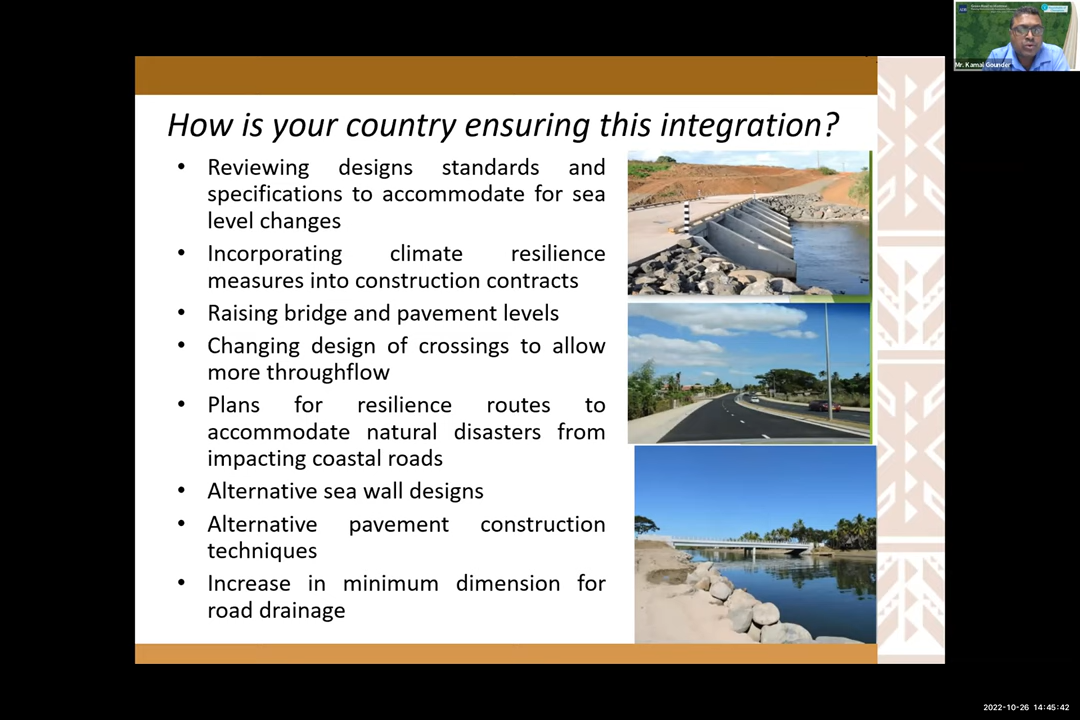 Mr. Kamal Gounder
How is your country ensuring this integration?
• Reviewing designs standards and
specifications to accommodate for sea
level changes
• Incorporating climate resilience
measures into construction contracts
• Raising bridge and pavement levels
• Changing design of crossings to allow
more throughflow
• Plans for resilience routes to
accommodate natural disasters from
impacting coastal roads
• Alternative sea wall designs
• Alternative pavement construction
techniques
• Increase in minimum dimension for
road drainage
2022-10-26 14:45:42